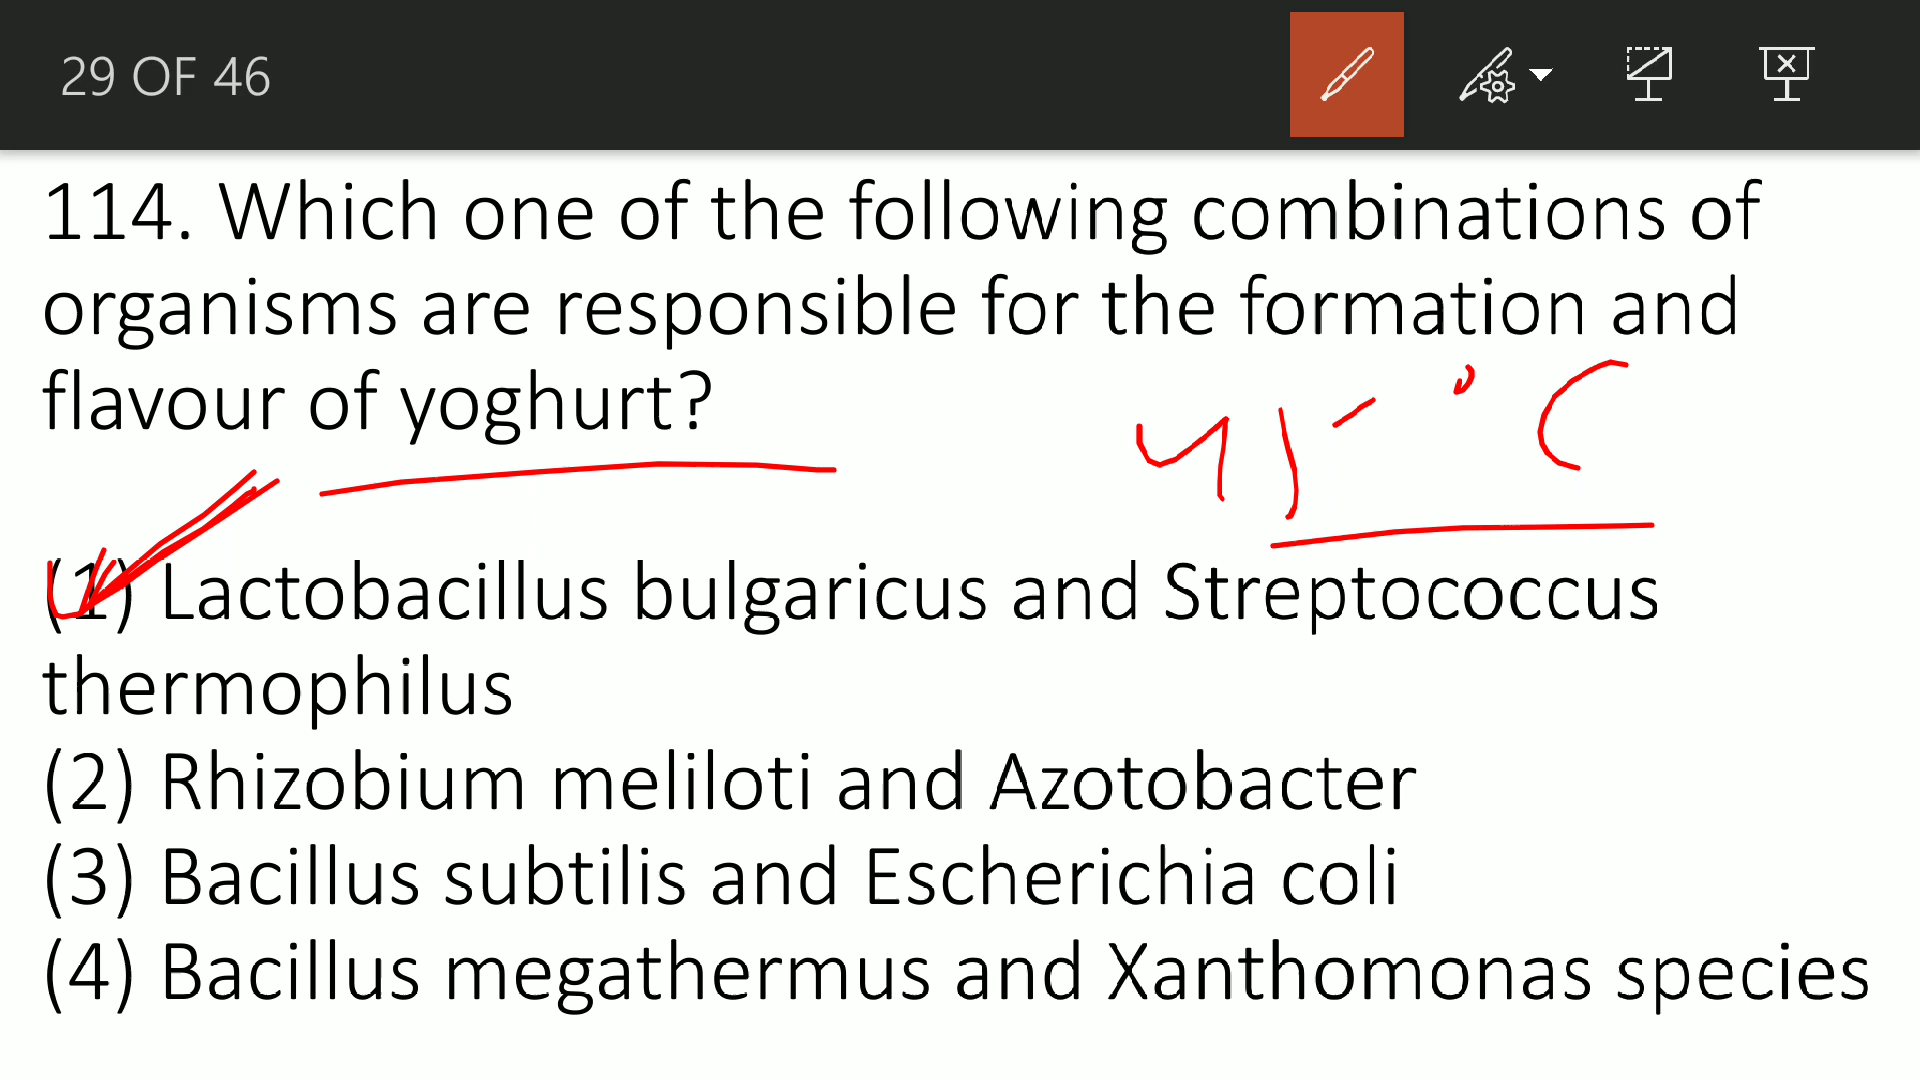 29 OF 46
114. Which one of the following combinations of
organisms are responsible for the formation and
flavour of yoghurt?
45°C
(1) Lactobacillus bulgaricus and Streptococcus
thermophilus
(2) Rhizobium meliloti and Azotobacter
(3) Bacillus subtilis and Escherichia coli
(4) Bacillus megathermus and Xanthomonas species